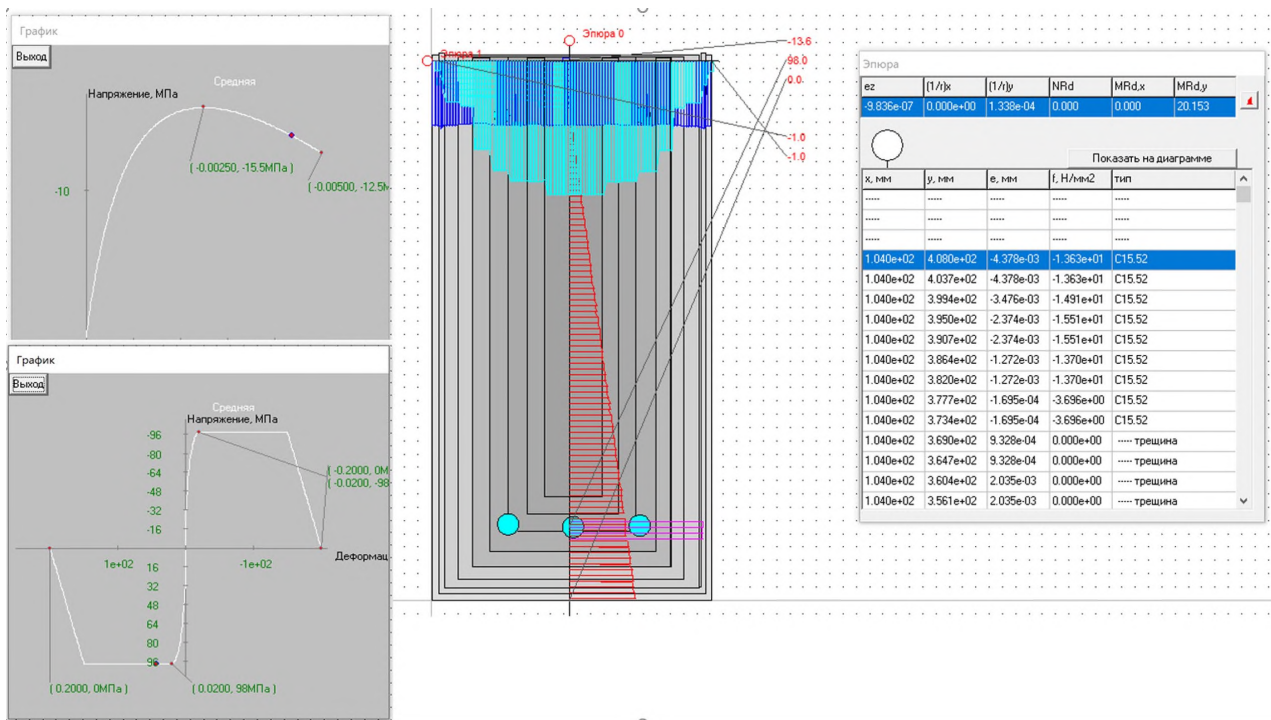 График
Выход
Средняя
Напряжение, МПа
( -0.00250, -15.5МПа )
( -0.00500, -12.5М
-10
График
Выход
Средняя
Напряжение, МПа
-96
-80
-64
-48
-32
-16
( -0.2000, 0М
( -0.0200, -98
Деформац
1e+02
-1e+02
16
32
48
64
80
96
( 0.2000, 0МПа )
( 0.0200, 98МПа )
Эпюра 0
Эпюра 1
-13.6
98.0
0.0
-1.0
-1.0
Эпюра
ez (1/r)x (1/r)y NRd MRd,x MRd,y
-9.836e-07 0.000e+00 1.338e-04 0.000 0.000 20.153
Показать на диаграмме
x, мм y, мм e, мм f, Н/мм2 тип
----- ----- ----- ----- -----
----- ----- ----- ----- -----
----- ----- ----- ----- -----
1.040e+02 4.080e+02 -4.378e-03 -1.363e+01 C15.52
1.040e+02 4.037e+02 -4.378e-03 -1.363e+01 C15.52
1.040e+02 3.994e+02 -3.476e-03 -1.491e+01 C15.52
1.040e+02 3.950e+02 -2.374e-03 -1.551e+01 C15.52
1.040e+02 3.907e+02 -2.374e-03 -1.551e+01 C15.52
1.040e+02 3.864e+02 -1.272e-03 -1.370e+01 C15.52
1.040e+02 3.820e+02 -1.272e-03 -1.370e+01 C15.52
1.040e+02 3.777e+02 -1.695e-04 -3.696e+00 C15.52
1.040e+02 3.734e+02 -1.695e-04 -3.696e+00 C15.52
1.040e+02 3.690e+02 9.328e-04 0.000e+00 ----- трещина
1.040e+02 3.647e+02 9.328e-04 0.000e+00 ----- трещина
1.040e+02 3.604e+02 2.035e-03 0.000e+00 ----- трещина
1.040e+02 3.561e+02 2.035e-03 0.000e+00 ----- трещина